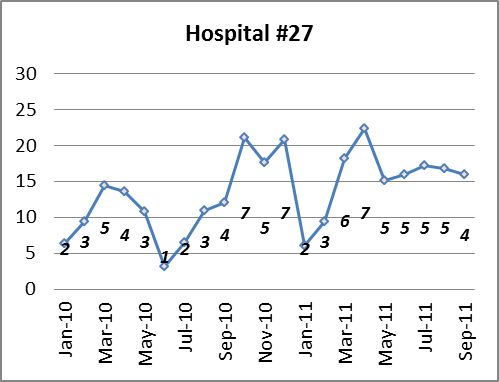 Hospital #27
30
25
20
15
10
5
0
2 3 5 4 3 1 2 3 4 7 5 7 2 3 6 7 5 5 5 5 4
Jan-10 Mar-10 May-10 Jul-10 Sep-10 Nov-10 Jan-11 Mar-11 May-11 Jul-11 Sep-11